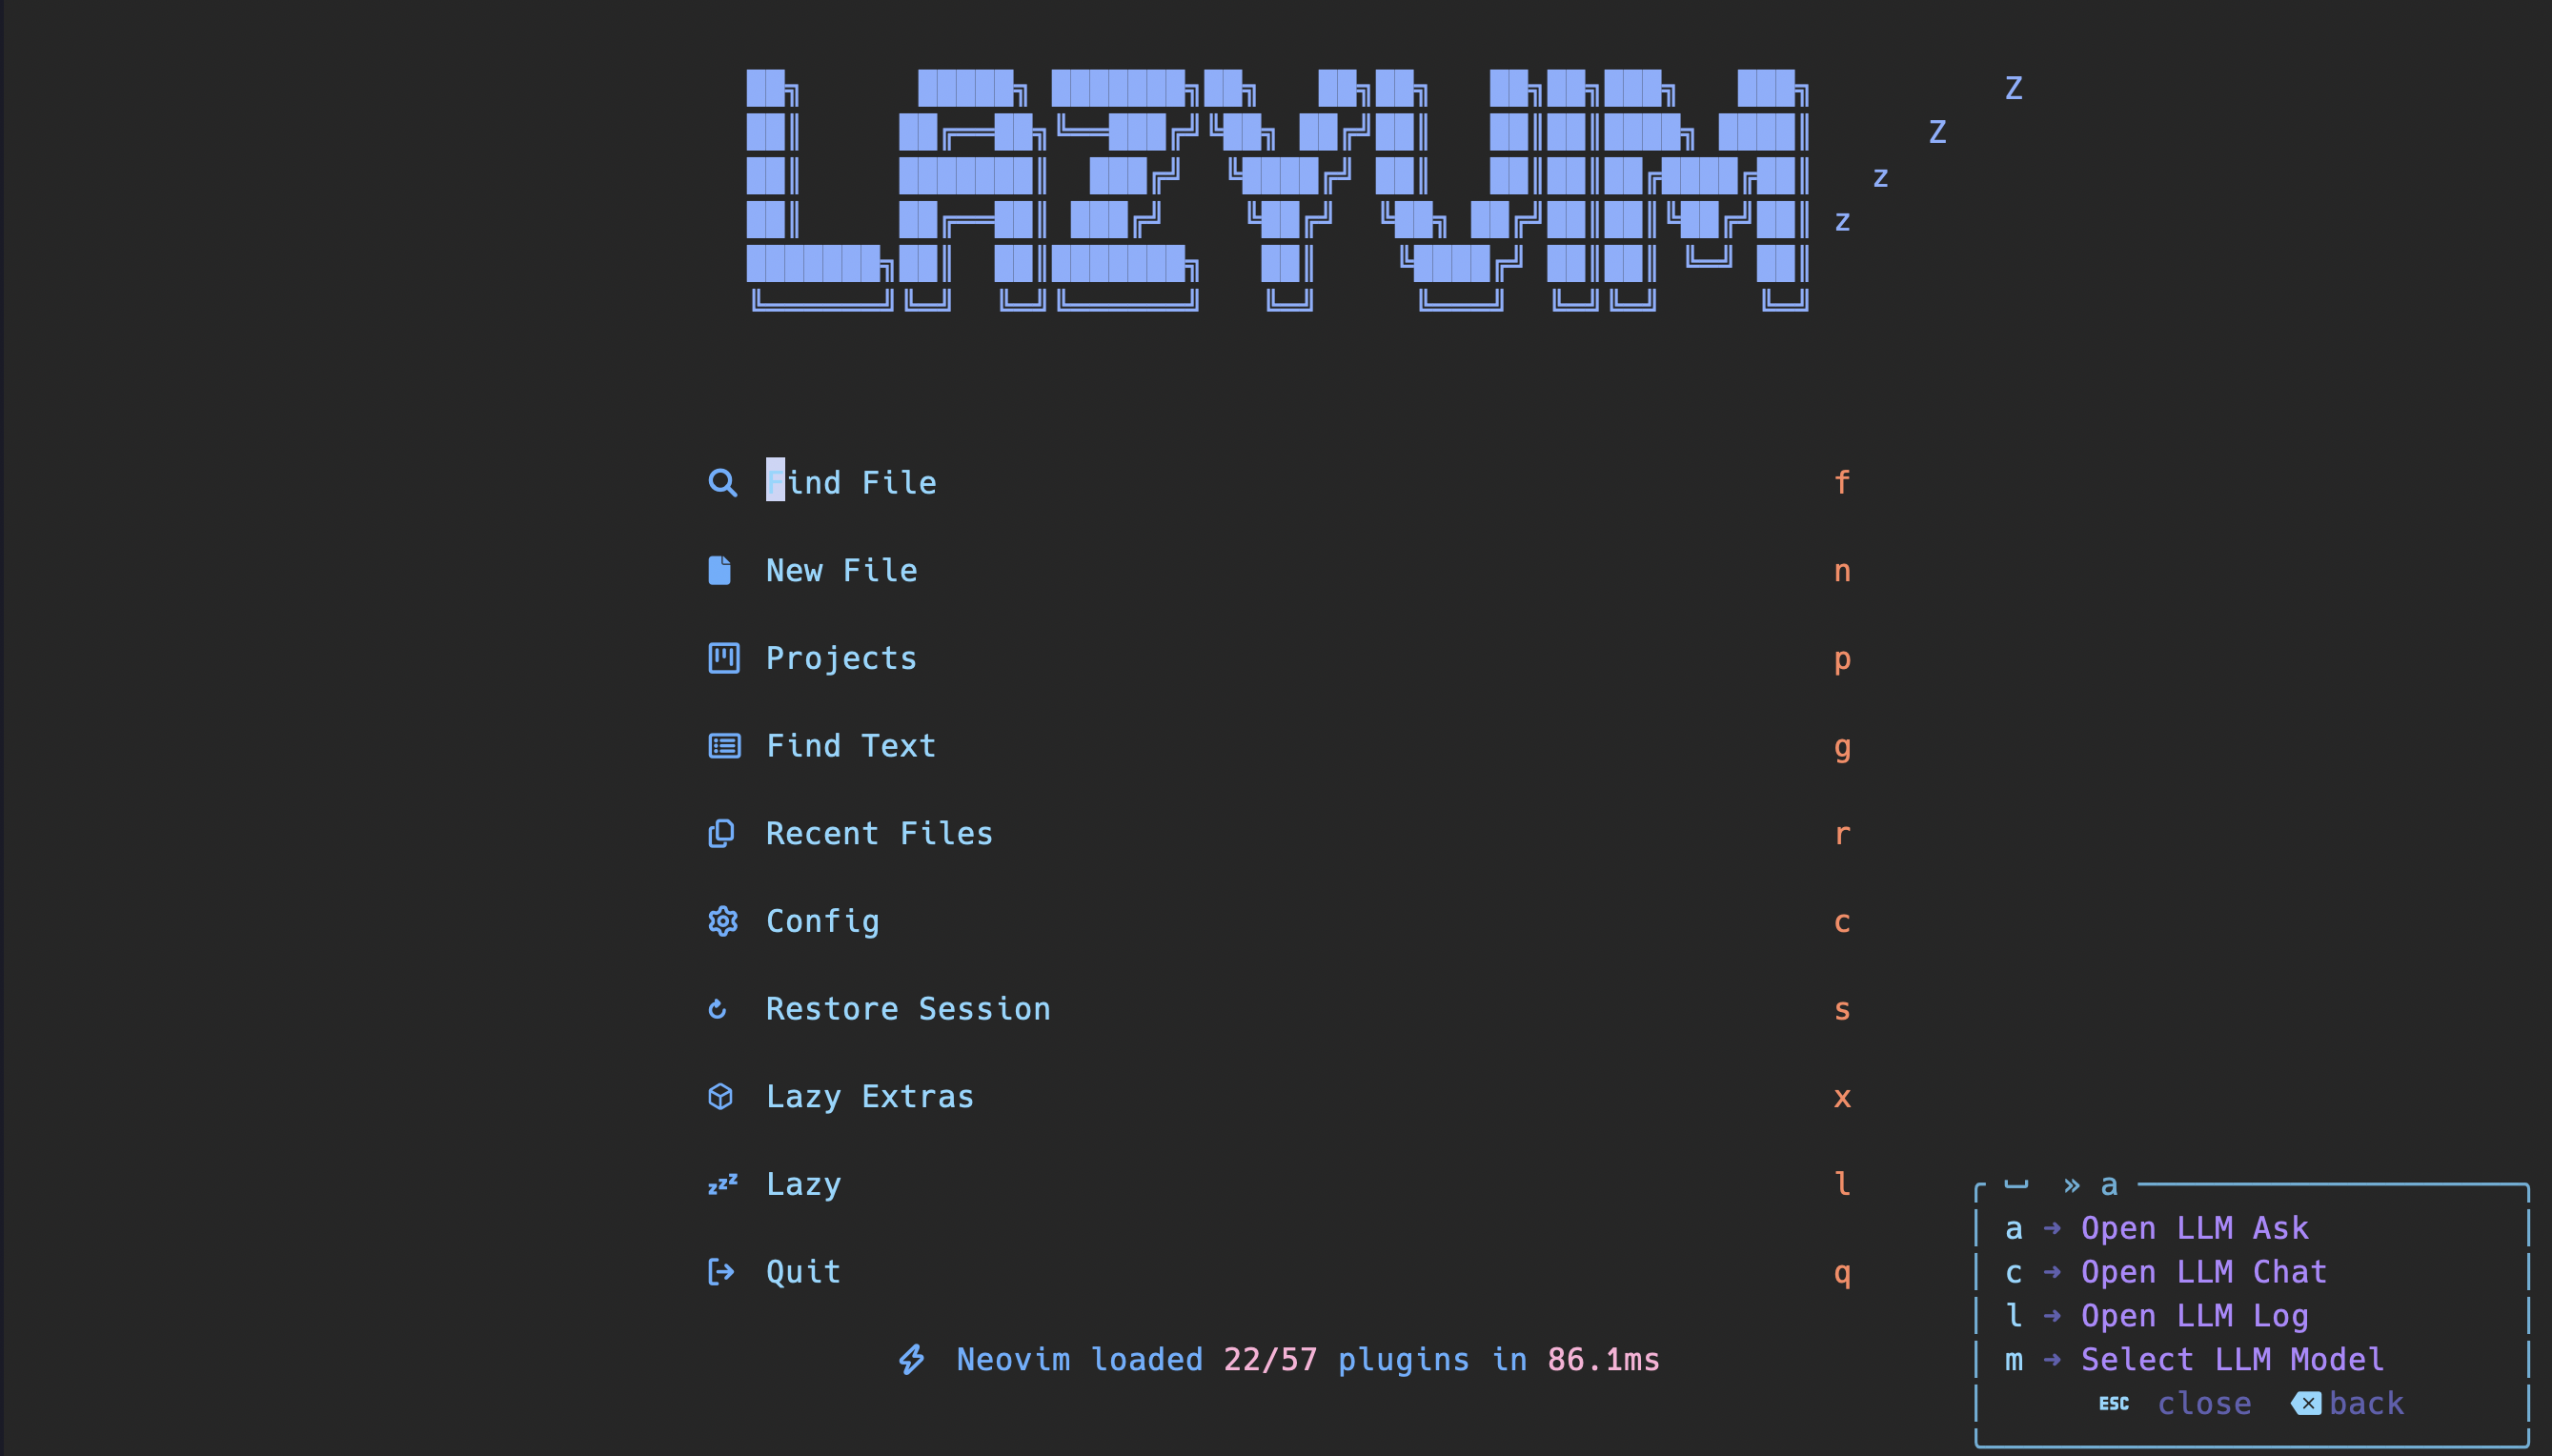 LAZYVIM
Z
Z
z
z
Find File f
New File n
Projects p
Find Text g
Recent Files r
Config c
Restore Session s
Lazy Extras x
Lazy l
Quit q
Neovim loaded 22/57 plugins in 86.1ms
» a
a ➜ Open LLM Ask
c ➜ Open LLM Chat
l ➜ Open LLM Log
m ➜ Select LLM Model
ESC close back